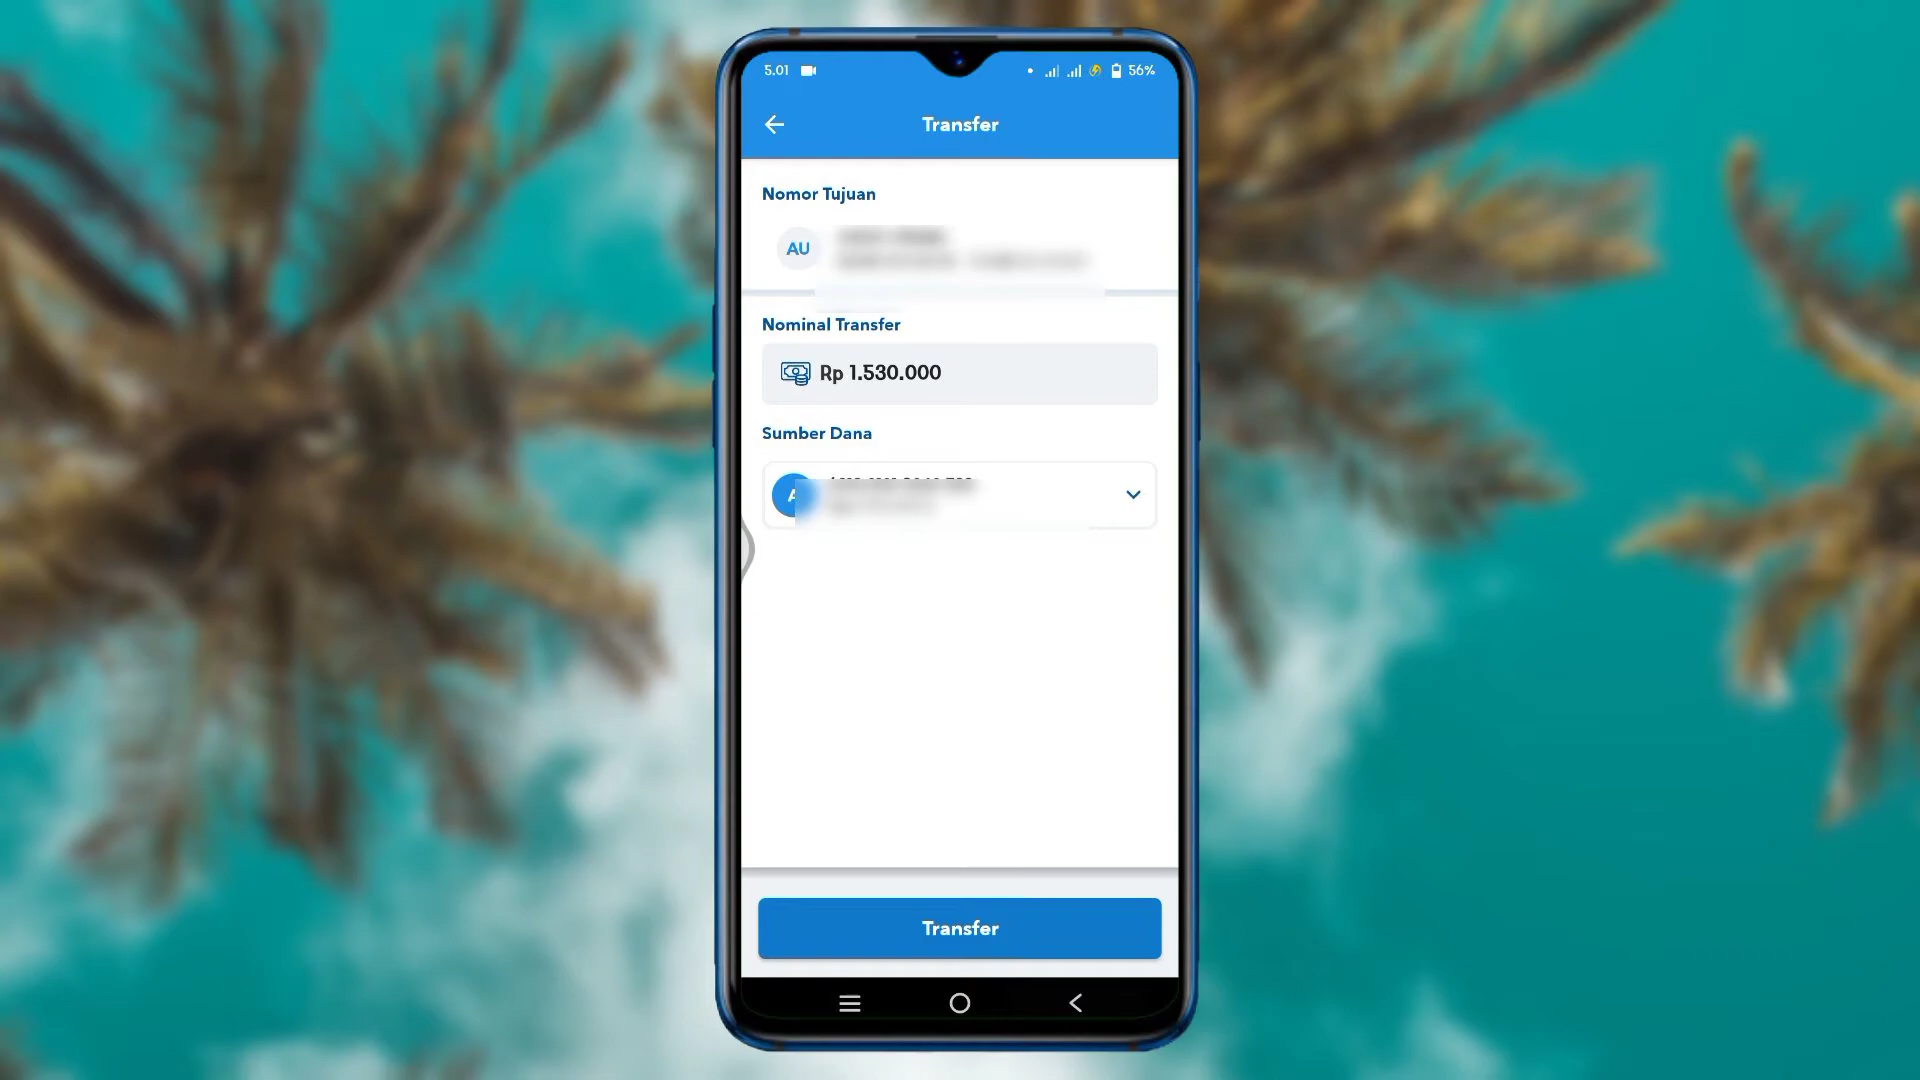 5.01
56%
Transfer
Nomor Tujuan
AU
Nominal Transfer
Rp 1.530.000
Sumber Dana
A
Transfer